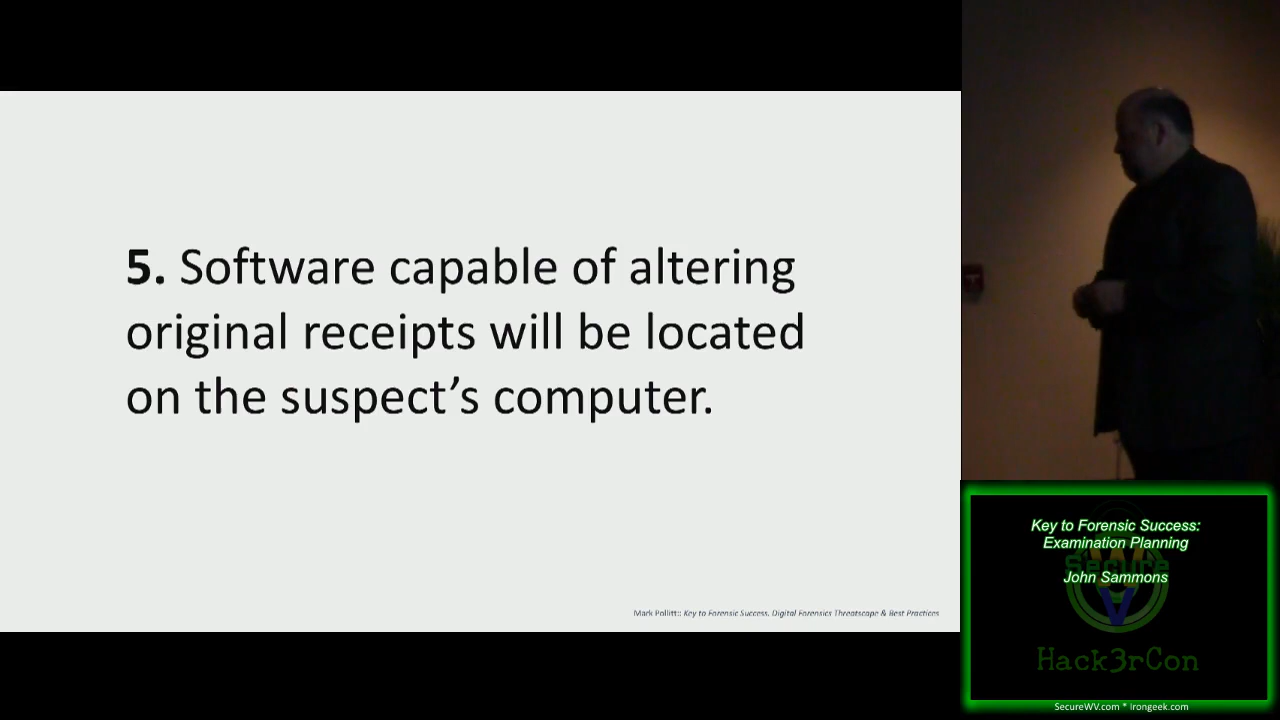 5. Software capable of altering
original receipts will be located
on the suspect’s computer.
Mark Pollitt:: Key to Forensic Success. Digital Forensics Threatscape & Best Practices
Key to Forensic Success:
Examination Planning
John Sammons
Secure
WV
Hack3rCon
SecureWV.com * Irongeek.com